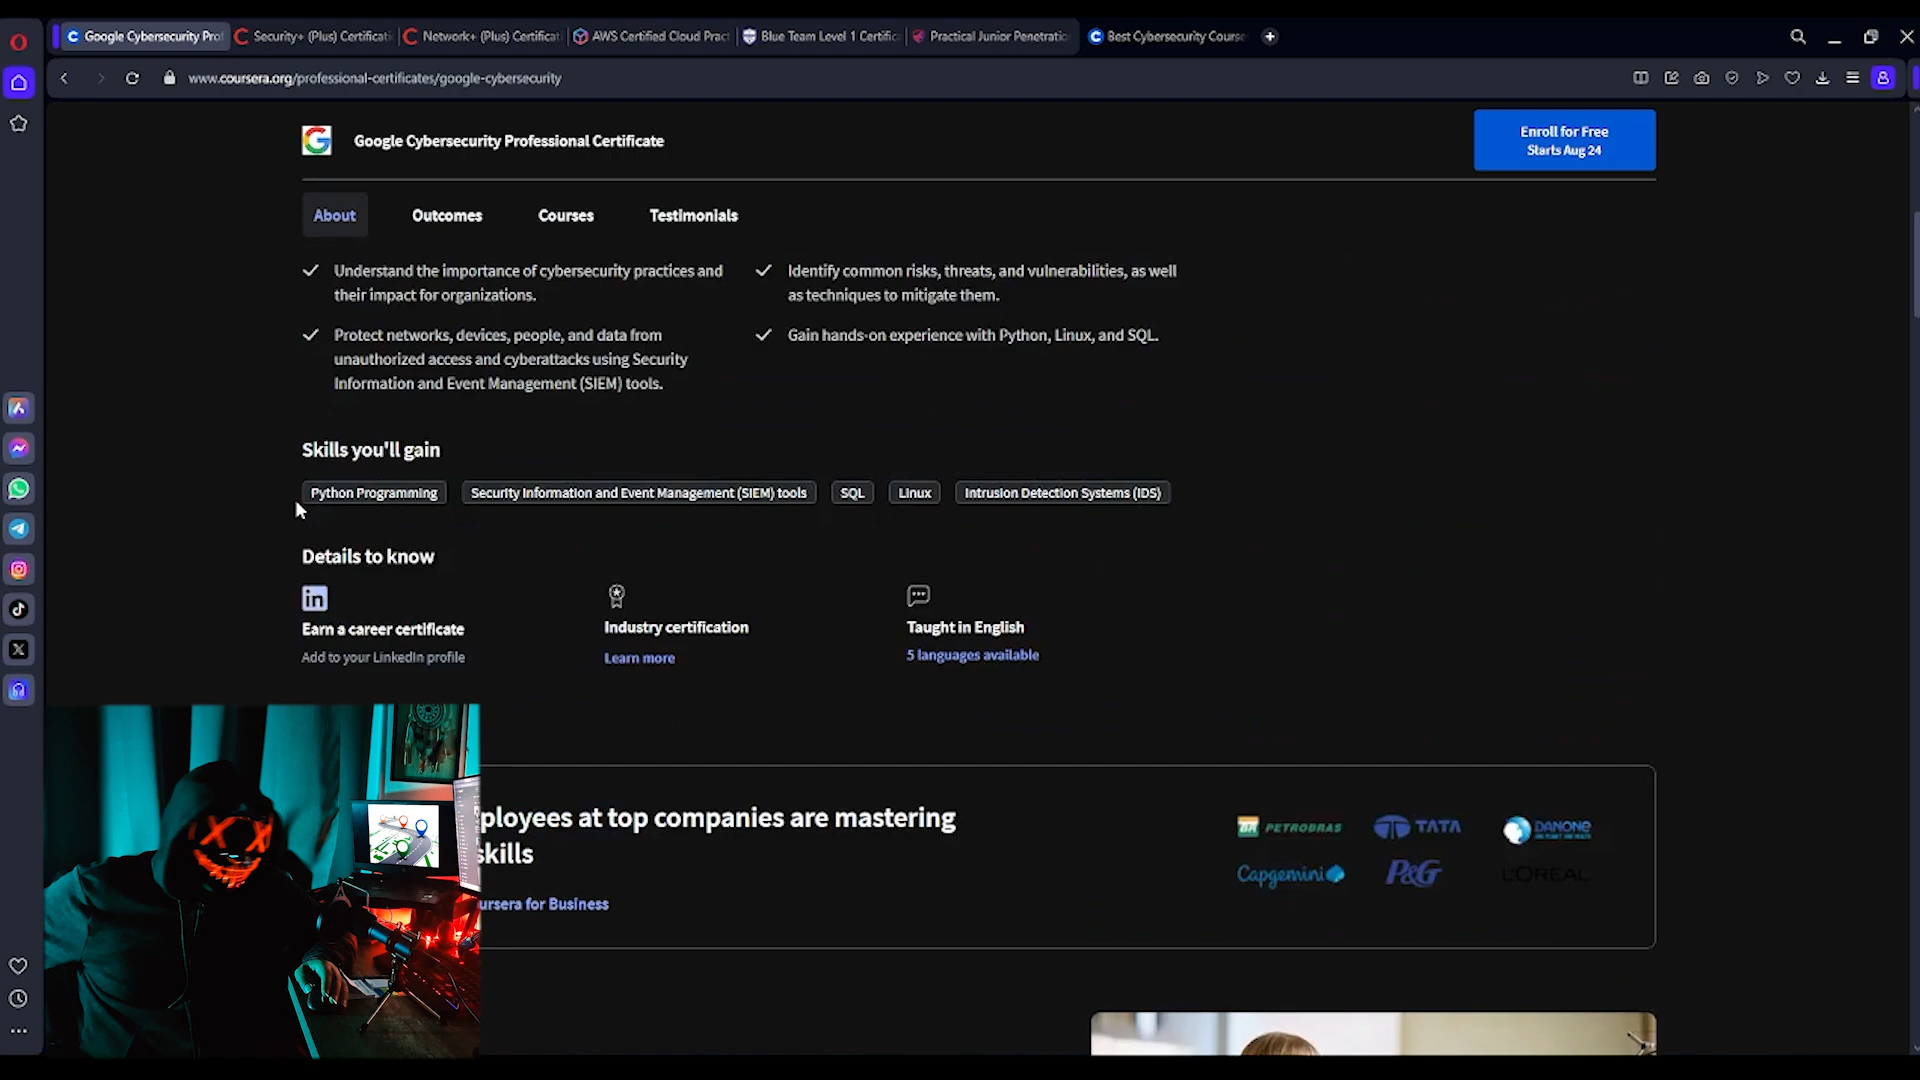 Google Cybersecurity Prof
Security+ (Plus) Certificati
Network+ (Plus) Certificat
AWS Certified Cloud Pract
Blue Team Level 1 Certific
Practical Junior Penetratio
Best Cybersecurity Course
www.coursera.org/professional-certificates/google-cybersecurity
Google Cybersecurity Professional Certificate
Enroll for Free
Starts Aug 24
About
Outcomes
Courses
Testimonials
Understand the importance of cybersecurity practices and
their impact for organizations.
Identify common risks, threats, and vulnerabilities, as well
as techniques to mitigate them.
Protect networks, devices, people, and data from
unauthorized access and cyberattacks using Security
Information and Event Management (SIEM) tools.
Gain hands-on experience with Python, Linux, and SQL.
Skills you'll gain
Python Programming
Security Information and Event Management (SIEM) tools
SQL
Linux
Intrusion Detection Systems (IDS)
Details to know
in
Earn a career certificate
Add to your LinkedIn profile
Industry certification
Learn more
Taught in English
5 languages available
ployees at top companies are mastering
skills
ursera for Business
BR PETROBRAS
TATA
DANONE
Capgemini
P&G
L'ORÉAL